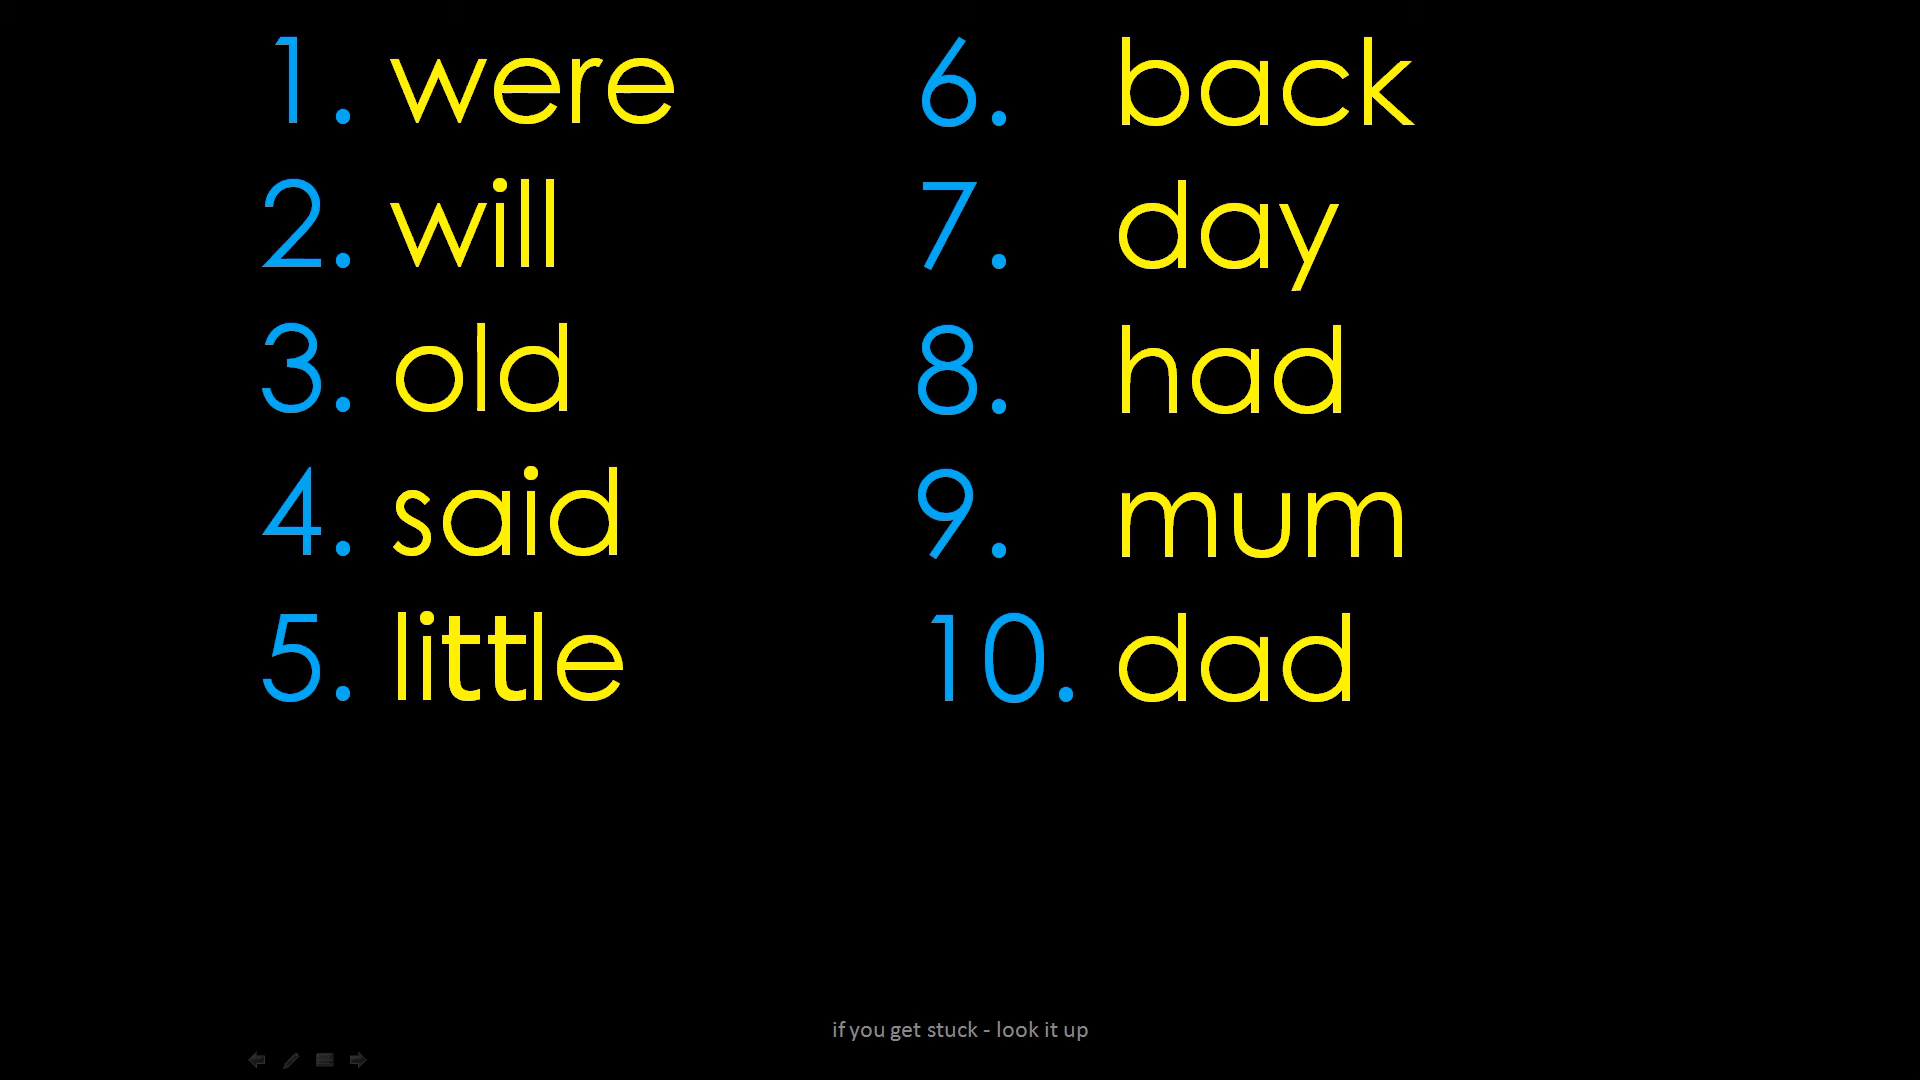 1. were
2. will
3. old
4. said
5. little
6. back
7. day
8. had
9. mum
10. dad
if you get stuck - look it up